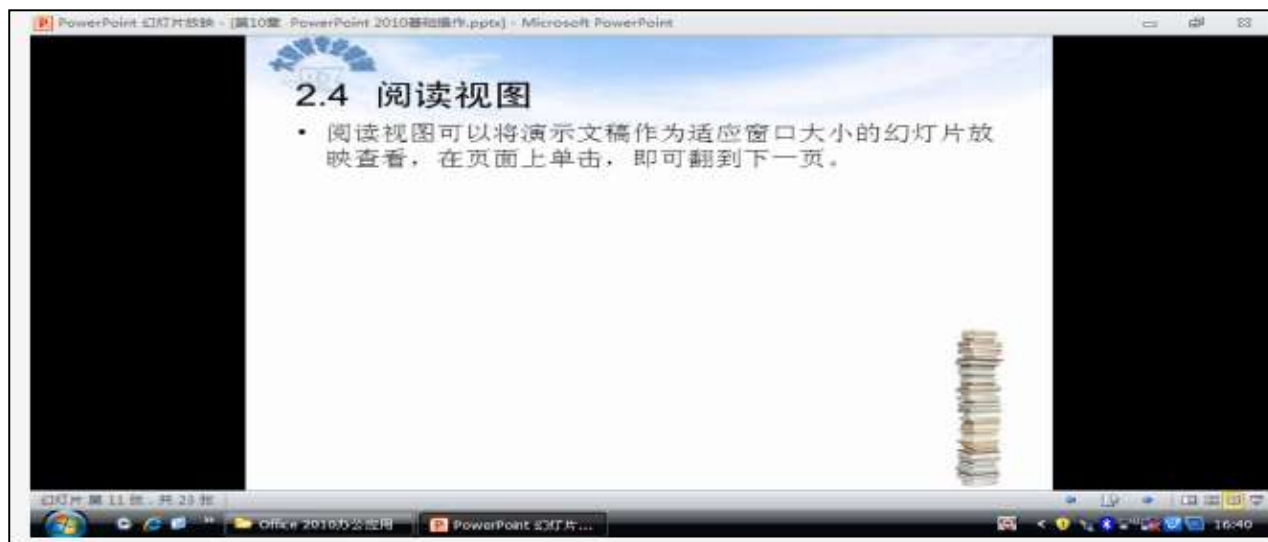 PowerPoint 幻灯片放映 - [第10章 PowerPoint 2010基础操作.pptx] - Microsoft PowerPoint
2.4 阅读视图
• 阅读视图可以将演示文稿作为适应窗口大小的幻灯片放
映查看，在页面上单击，即可翻到下一页。
幻灯片 第 11 张，共 23 张
Office 2010办公应用
PowerPoint 幻灯片...
16:40